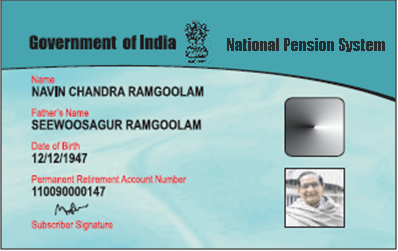 Government of India
National Pension System
Name
NAVIN CHANDRA RAMGOOLAM
Father's Name
SEEWOOSAGUR RAMGOOLAM
Date of Birth
12/12/1947
Permanent Retirement Account Number
110090000147
Subscriber Signature